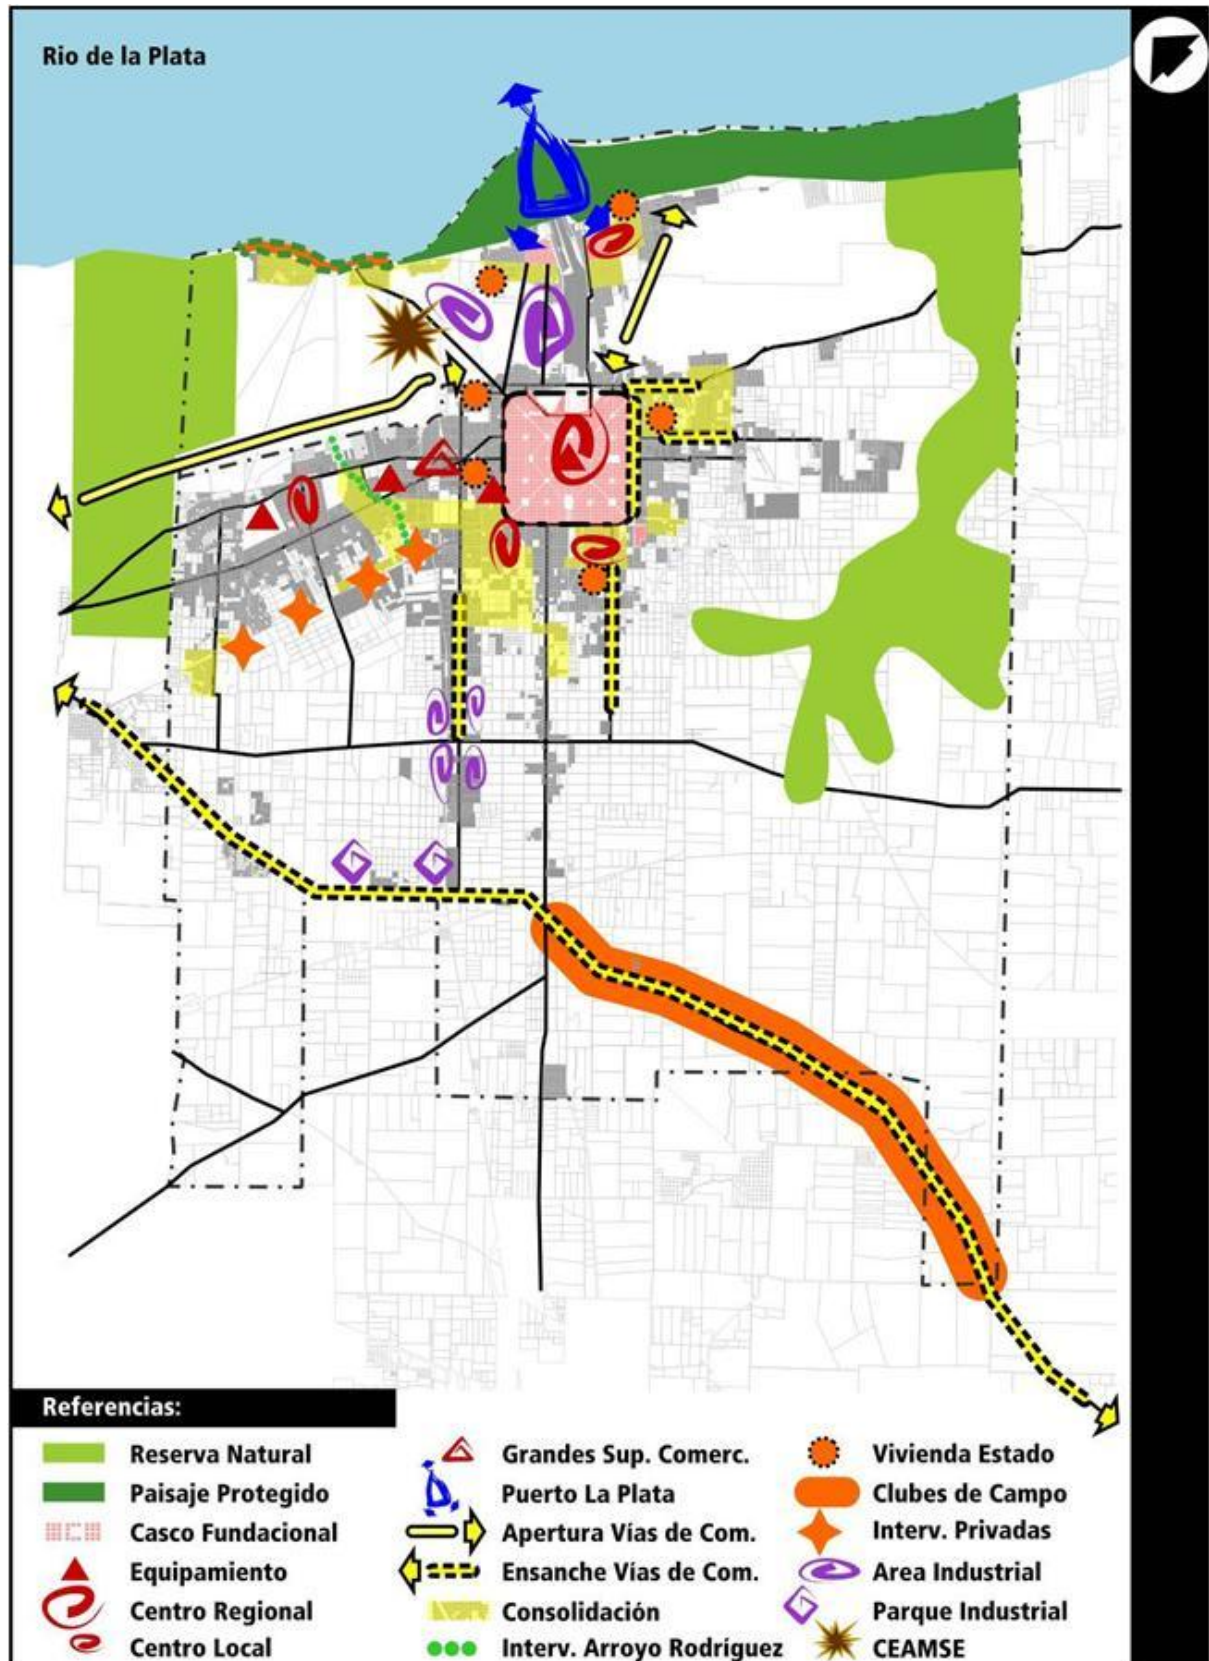 Rio de la Plata
Referencias:
Reserva Natural
Paisaje Protegido
Casco Fundacional
Equipamiento
Centro Regional
Centro Local
Grandes Sup. Comerc.
Puerto La Plata
Apertura Vías de Com.
Ensanche Vías de Com.
Consolidación
Interv. Arroyo Rodríguez
Vivienda Estado
Clubes de Campo
Interv. Privadas
Area Industrial
Parque Industrial
CEAMSE